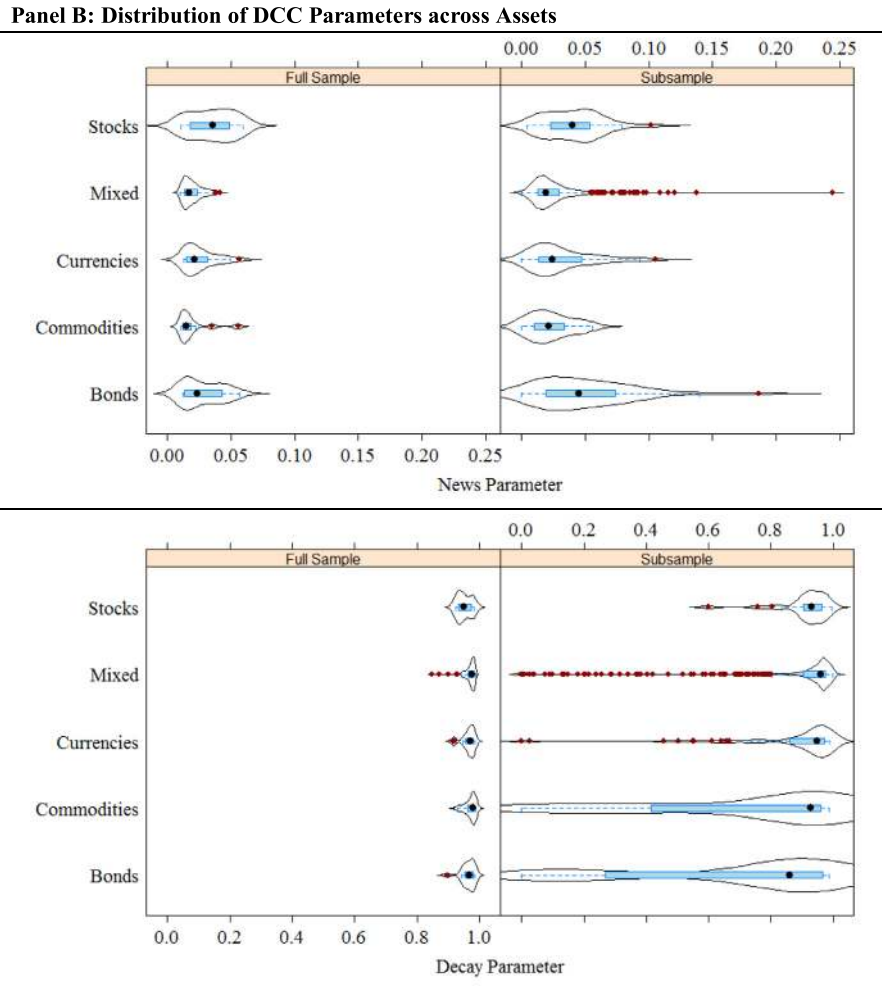 Panel B: Distribution of DCC Parameters across Assets
0.00 0.05 0.10 0.15 0.20 0.25
Full Sample Subsample
Stocks
Mixed
Currencies
Commodities
Bonds
0.00 0.05 0.10 0.15 0.20 0.25
News Parameter
0.0 0.2 0.4 0.6 0.8 1.0
Full Sample Subsample
Stocks
Mixed
Currencies
Commodities
Bonds
0.0 0.2 0.4 0.6 0.8 1.0
Decay Parameter